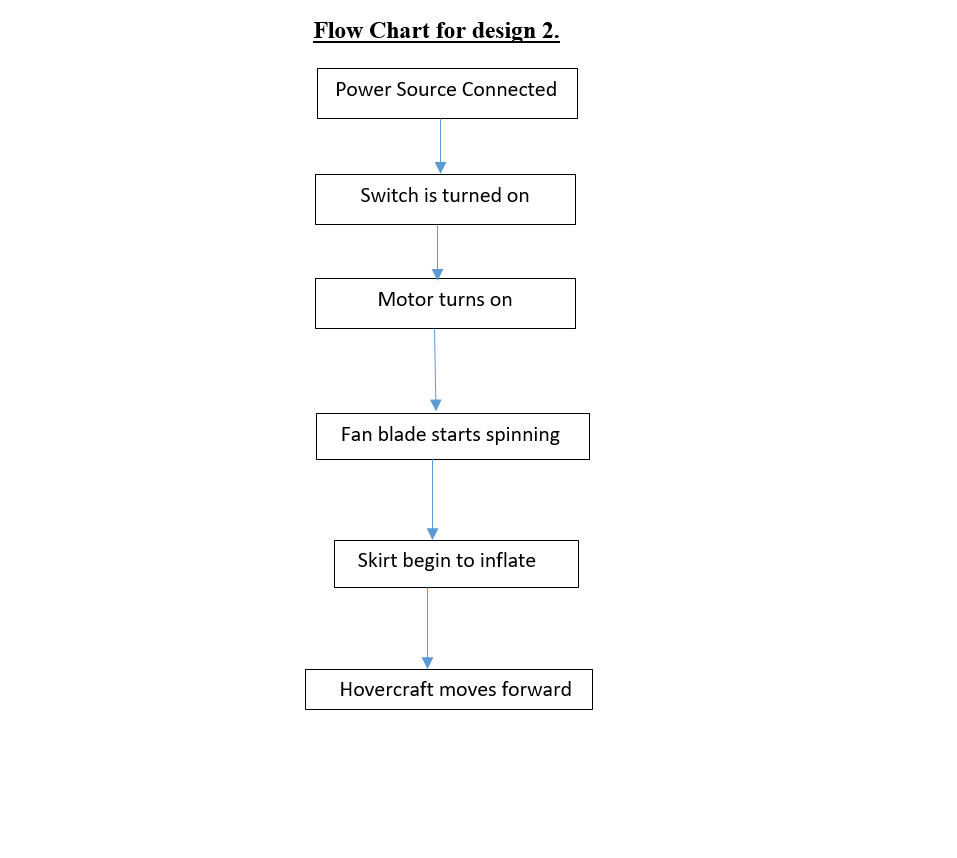 Flow Chart for design 2.
Power Source Connected
Switch is turned on
Motor turns on
Fan blade starts spinning
Skirt begin to inflate
Hovercraft moves forward